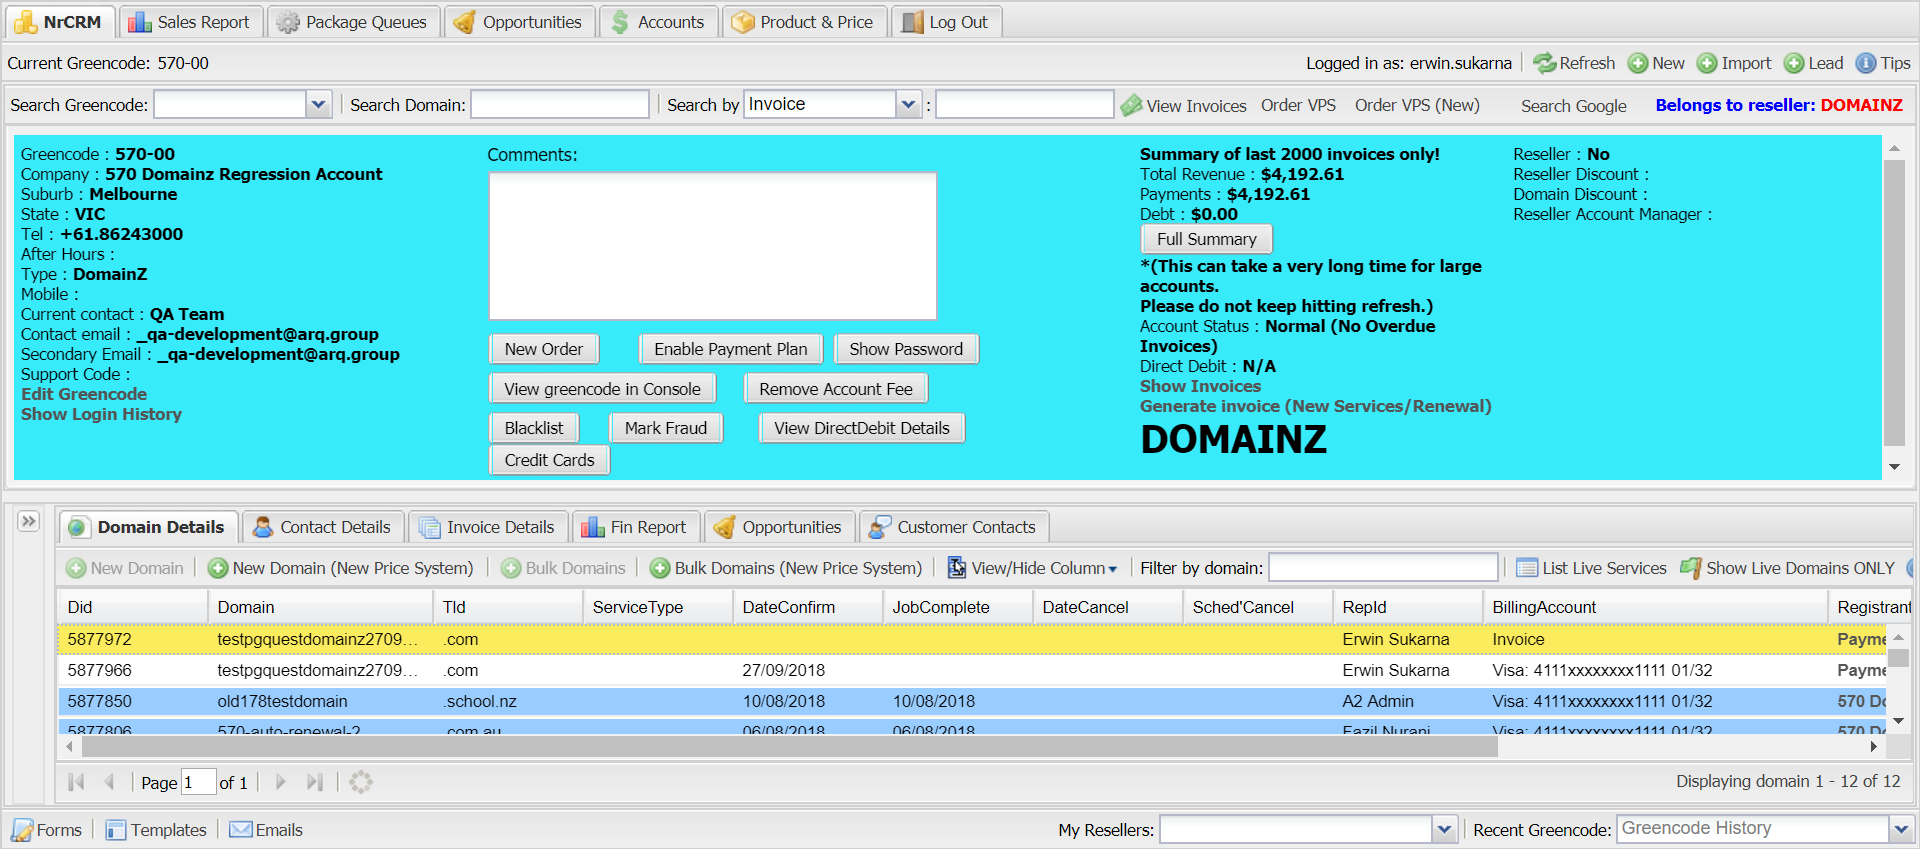 NrCRM Sales Report Package Queues Opportunities Accounts Product & Price Log Out
Current Greencode: 570-00 Logged in as: erwin.sukarna Refresh New Import Lead Tips
Search Greencode: Search Domain: Search by Invoice : View Invoices Order VPS Order VPS (New) Search Google Belongs to reseller: DOMAINZ
Greencode : 570-00
Company : 570 Domainz Regression Account
Suburb : Melbourne
State : VIC
Tel : +61.86243000
After Hours :
Type : DomainZ
Mobile :
Current contact : QA Team
Contact email : _qa-development@arq.group
Secondary Email : _qa-development@arq.group
Support Code :
Edit Greencode
Show Login History
Comments:
New Order Enable Payment Plan Show Password
View greencode in Console Remove Account Fee
Blacklist Mark Fraud View DirectDebit Details
Credit Cards
Summary of last 2000 invoices only!
Total Revenue : $4,192.61
Payments : $4,192.61
Debt : $0.00
Full Summary
*(This can take a very long time for large
accounts.
Please do not keep hitting refresh.)
Account Status : Normal (No Overdue
Invoices)
Direct Debit : N/A
Show Invoices
Generate invoice (New Services/Renewal)
DOMAINZ
Reseller : No
Reseller Discount :
Domain Discount :
Reseller Account Manager :
Domain Details Contact Details Invoice Details Fin Report Opportunities Customer Contacts
New Domain New Domain (New Price System) Bulk Domains Bulk Domains (New Price System) View/Hide Column Filter by domain: List Live Services Show Live Domains ONLY
Did Domain Tld ServiceType DateConfirm JobComplete DateCancel Sched'Cancel RepId BillingAccount Registrant
5877972 testpgquestdomainz2709... .com Erwin Sukarna Invoice Payme
5877966 testpgquestdomainz2709... .com 27/09/2018 Erwin Sukarna Visa: 4111xxxxxxxx1111 01/32 Payme
5877850 old178testdomain .school.nz 10/08/2018 10/08/2018 A2 Admin Visa: 4111xxxxxxxx1111 01/32 570 Do
5877806 570-auto-renewal-2 .com.au 06/08/2018 06/08/2018 Fazil Nurani Visa: 4111xxxxxxxx1111 01/32 570 Do
Page 1 of 1 Displaying domain 1 - 12 of 12
Forms Templates Emails My Resellers: Recent Greencode: Greencode History